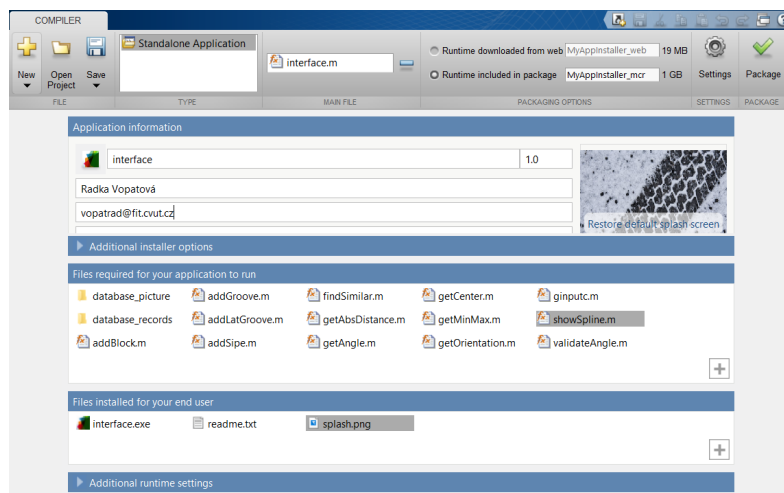 COMPILER
New
Open Project
Save
FILE
Standalone Application
TYPE
interface.m
MAIN FILE
Runtime downloaded from web MyAppInstaller_web 19 MB
Runtime included in package MyAppInstaller_mcr 1 GB
PACKAGING OPTIONS
Settings
SETTINGS
Package
PACKAGE
Application information
interface 1.0
Radka Vopatová
vopatrad@fit.cvut.cz
Restore default splash screen
Additional installer options
Files required for your application to run
database_picture addGroove.m findSimilar.m getCenter.m ginputc.m
database_records addLatGroove.m getAbsDistance.m getMinMax.m showSpline.m
addBlock.m addSipe.m getAngle.m getOrientation.m validateAngle.m
Files installed for your end user
interface.exe readme.txt splash.png
Additional runtime settings